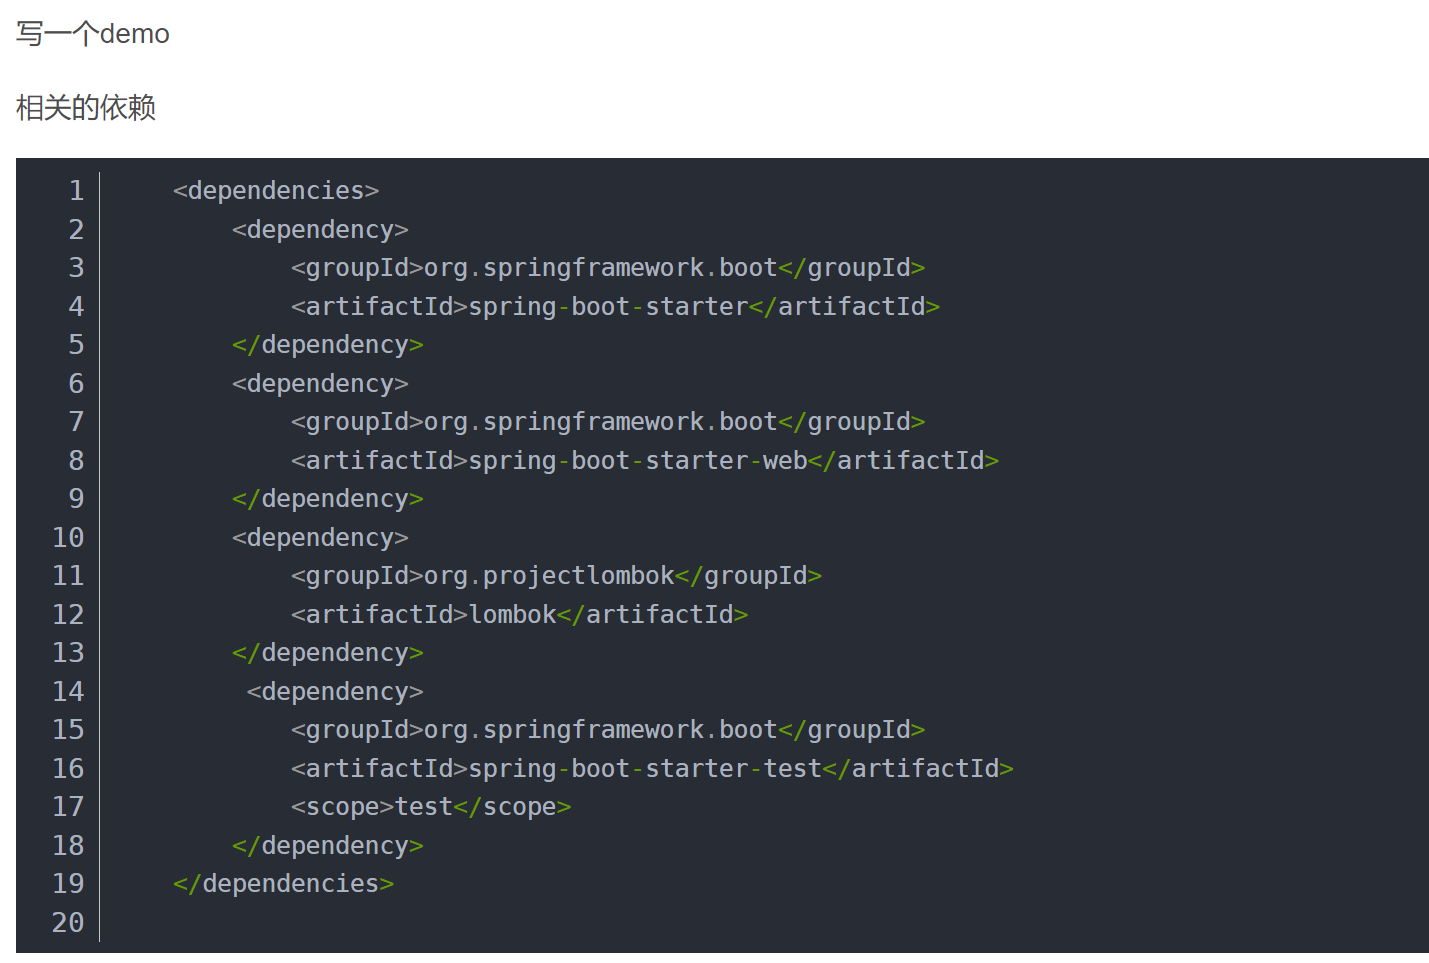 写一个demo
相关的依赖
1 <dependencies>
2 <dependency>
3 <groupId>org.springframework.boot</groupId>
4 <artifactId>spring-boot-starter</artifactId>
5 </dependency>
6 <dependency>
7 <groupId>org.springframework.boot</groupId>
8 <artifactId>spring-boot-starter-web</artifactId>
9 </dependency>
10 <dependency>
11 <groupId>org.projectlombok</groupId>
12 <artifactId>lombok</artifactId>
13 </dependency>
14 <dependency>
15 <groupId>org.springframework.boot</groupId>
16 <artifactId>spring-boot-starter-test</artifactId>
17 <scope>test</scope>
18 </dependency>
19 </dependencies>
20